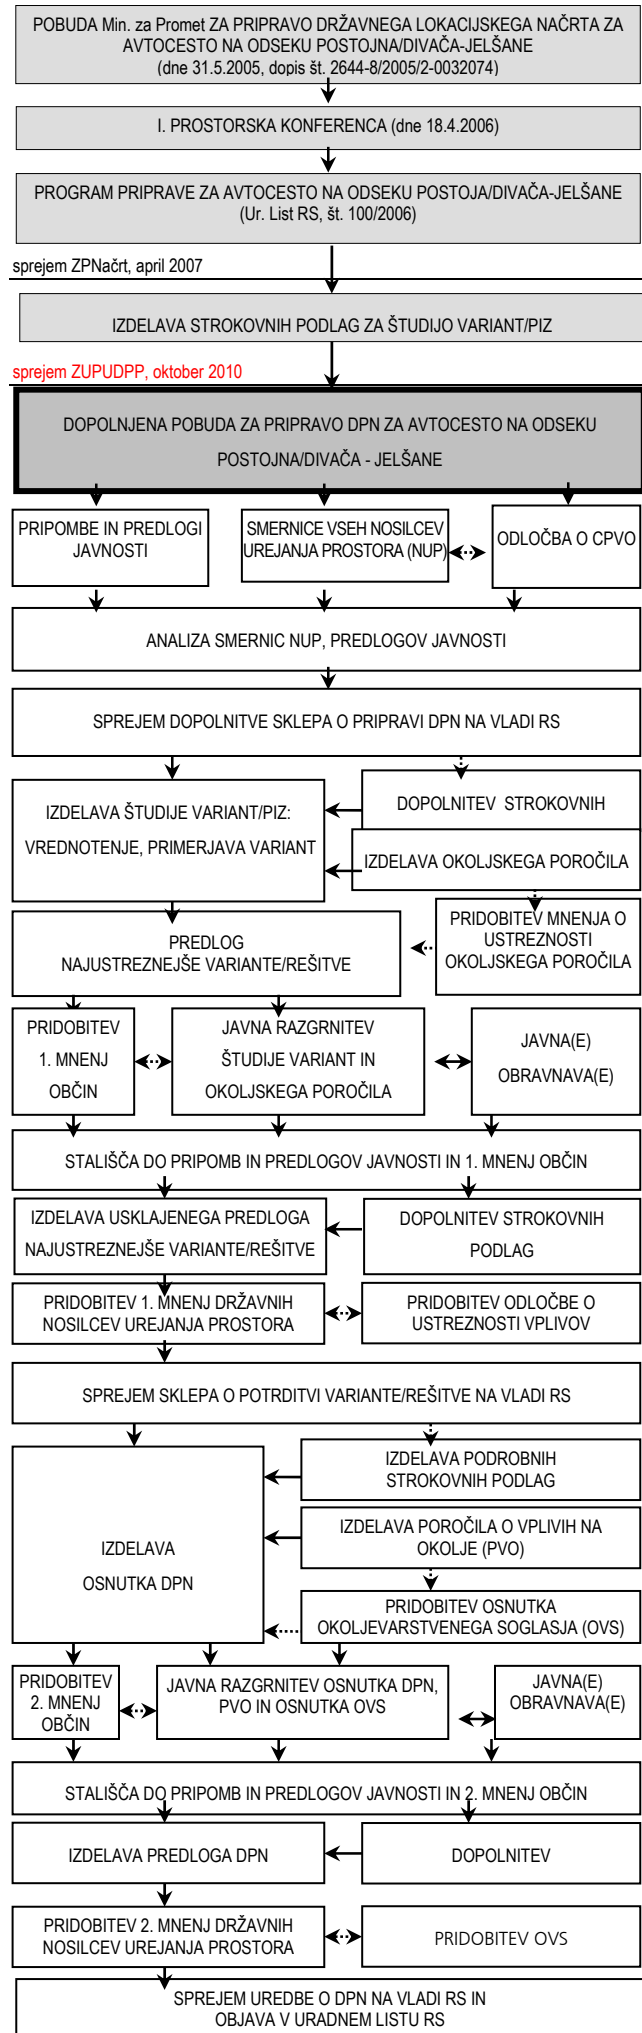 POBUDA Min. za Promet ZA PRIPRAVO DRŽAVNEGA LOKACIJSKEGA NAČRTA ZA
AVTOCESTO NA ODSEKU POSTOJNA/DIVAČA-JELŠANE
(dne 31.5.2005, dopis št. 2644-8/2005/2-0032074)
I. PROSTORSKA KONFERENCA (dne 18.4.2006)
PROGRAM PRIPRAVE ZA AVTOCESTO NA ODSEKU POSTOJA/DIVAČA-JELŠANE
(Ur. List RS, št. 100/2006)
sprejem ZPNačrt, april 2007
IZDELAVA STROKOVNIH PODLAG ZA ŠTUDIJO VARIANT/PIZ
sprejem ZUPUDPP, oktober 2010
DOPOLNJENA POBUDA ZA PRIPRAVO DPN ZA AVTOCESTO NA ODSEKU
POSTOJNA/DIVAČA - JELŠANE
PRIPOMBE IN PREDLOGI
JAVNOSTI
SMERNICE VSEH NOSILCEV
UREJANJA PROSTORA (NUP)
ODLOČBA O CPVO
ANALIZA SMERNIC NUP, PREDLOGOV JAVNOSTI
SPREJEM DOPOLNITVE SKLEPA O PRIPRAVI DPN NA VLADI RS
IZDELAVA ŠTUDIJE VARIANT/PIZ:
VREDNOTENJE, PRIMERJAVA VARIANT
DOPOLNITEV STROKOVNIH
IZDELAVA OKOLJSKEGA POROČILA
PREDLOG
NAJUSTREZNEJŠE VARIANTE/REŠITVE
PRIDOBITEV MNENJA O
USTREZNOSTI
OKOLJSKEGA POROČILA
PRIDOBITEV
1. MNENJ
OBČIN
JAVNA RAZGRNITEV
ŠTUDIJE VARIANT IN
OKOLJSKEGA POROČILA
JAVNA(E)
OBRAVNAVA(E)
STALIŠČA DO PRIPOMB IN PREDLOGOV JAVNOSTI IN 1. MNENJ OBČIN
IZDELAVA USKLAJENEGA PREDLOGA
NAJUSTREZNEJŠE VARIANTE/REŠITVE
DOPOLNITEV STROKOVNIH
PODLAG
PRIDOBITEV 1. MNENJ DRŽAVNIH
NOSILCEV UREJANJA PROSTORA
PRIDOBITEV ODLOČBE O
USTREZNOSTI VPLIVOV
SPREJEM SKLEPA O POTRDITVI VARIANTE/REŠITVE NA VLADI RS
IZDELAVA
OSNUTKA DPN
IZDELAVA PODROBNIH
STROKOVNIH PODLAG
IZDELAVA POROČILA O VPLIVIH NA
OKOLJE (PVO)
PRIDOBITEV OSNUTKA
OKOLJEVARSTVENEGA SOGLASJA (OVS)
PRIDOBITEV
2. MNENJ
OBČIN
JAVNA RAZGRNITEV OSNUTKA DPN,
PVO IN OSNUTKA OVS
JAVNA(E)
OBRAVNAVA(E)
STALIŠČA DO PRIPOMB IN PREDLOGOV JAVNOSTI IN 2. MNENJ OBČIN
IZDELAVA PREDLOGA DPN
DOPOLNITEV
PRIDOBITEV 2. MNENJ DRŽAVNIH
NOSILCEV UREJANJA PROSTORA
PRIDOBITEV OVS
SPREJEM UREDBE O DPN NA VLADI RS IN
OBJAVA V URADNEM LISTU RS